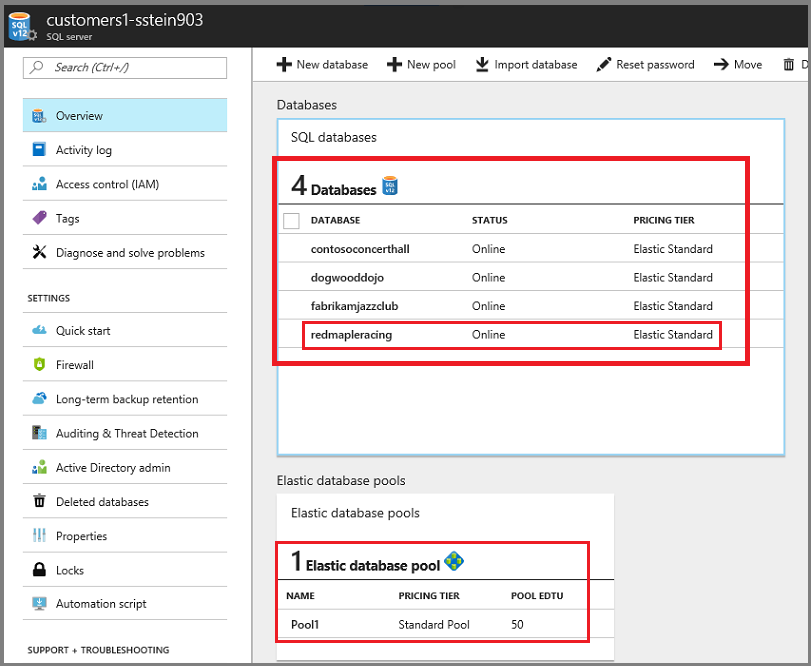 customers1-sstein903
SQL server
Search (Ctrl+/)
Overview
Activity log
Access control (IAM)
Tags
Diagnose and solve problems
SETTINGS
Quick start
Firewall
Long-term backup retention
Auditing & Threat Detection
Active Directory admin
Deleted databases
Properties
Locks
Automation script
SUPPORT + TROUBLESHOOTING
New database New pool Import database Reset password Move D
Databases
SQL databases
4 Databases
DATABASE STATUS PRICING TIER
contosoconcerthall Online Elastic Standard
dogwooddojo Online Elastic Standard
fabrikamjazzclub Online Elastic Standard
redmapleracing Online Elastic Standard
Elastic database pools
Elastic database pools
1 Elastic database pool
NAME PRICING TIER POOL EDTU
Pool1 Standard Pool 50